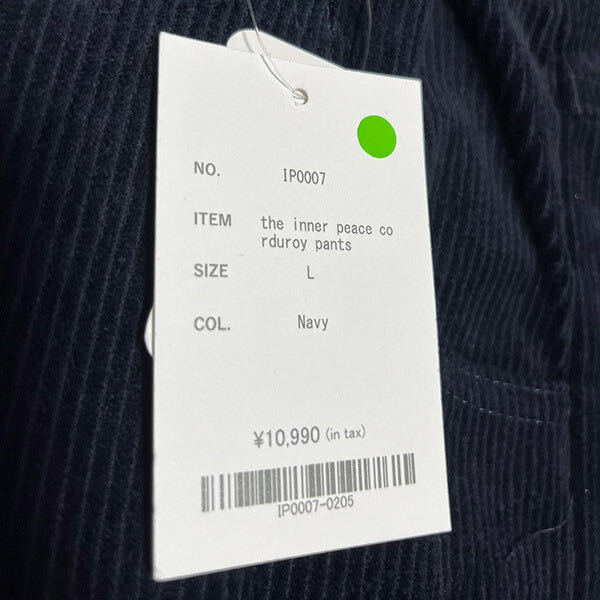 NO. IP0007
ITEM the inner peace co
rduroy pants
SIZE L
COL. Navy
¥10,990 (in tax)
IP0007-0205